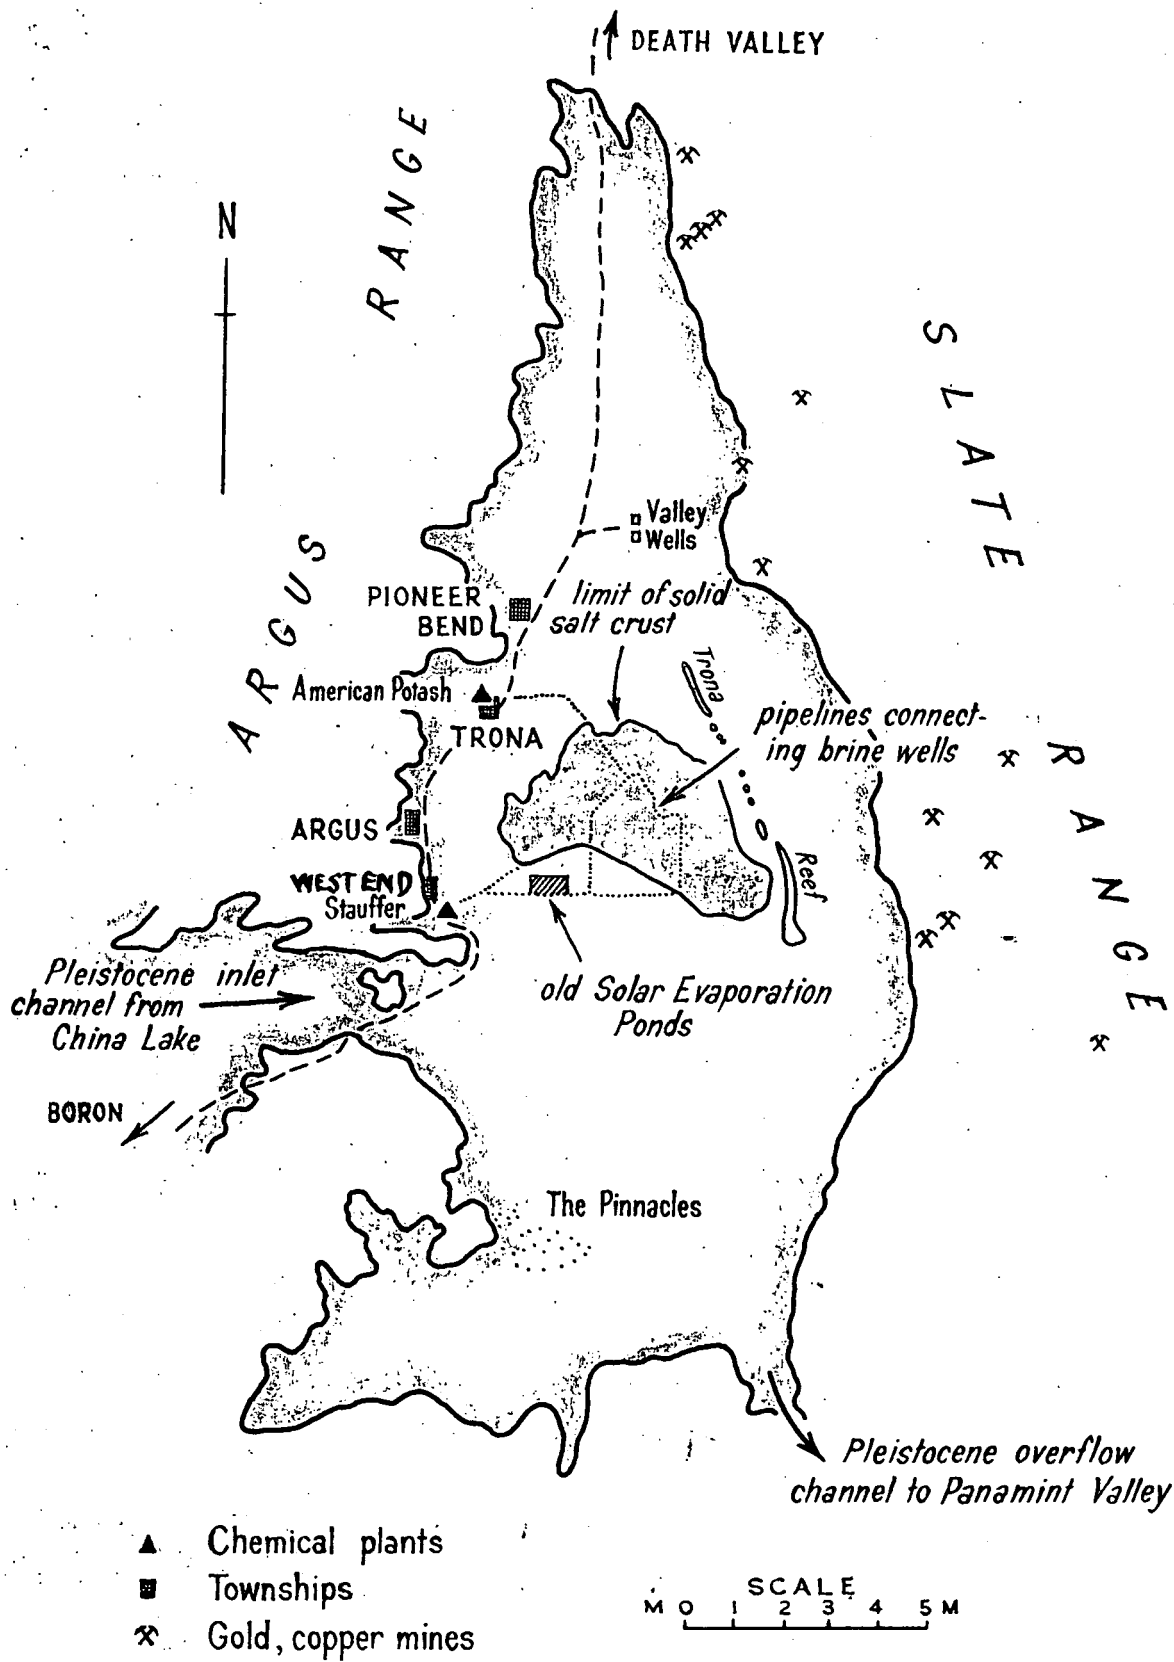 DEATH VALLEY
ARGUS RANGE
N
SLATE RANGE
Valley
Wells
PIONEER
BEND
limit of solid
salt crust
American Potash
TRONA
Trona
Reef
pipelines connect-
ing brine wells
ARGUS
WEST END
Stauffer
Pleistocene inlet
channel from
China Lake
old Solar Evaporation
Ponds
BORON
The Pinnacles
Pleistocene overflow
channel to Panamint Valley
Chemical plants
Townships
Gold, copper mines
SCALE
M 0 1 2 3 4 5 M